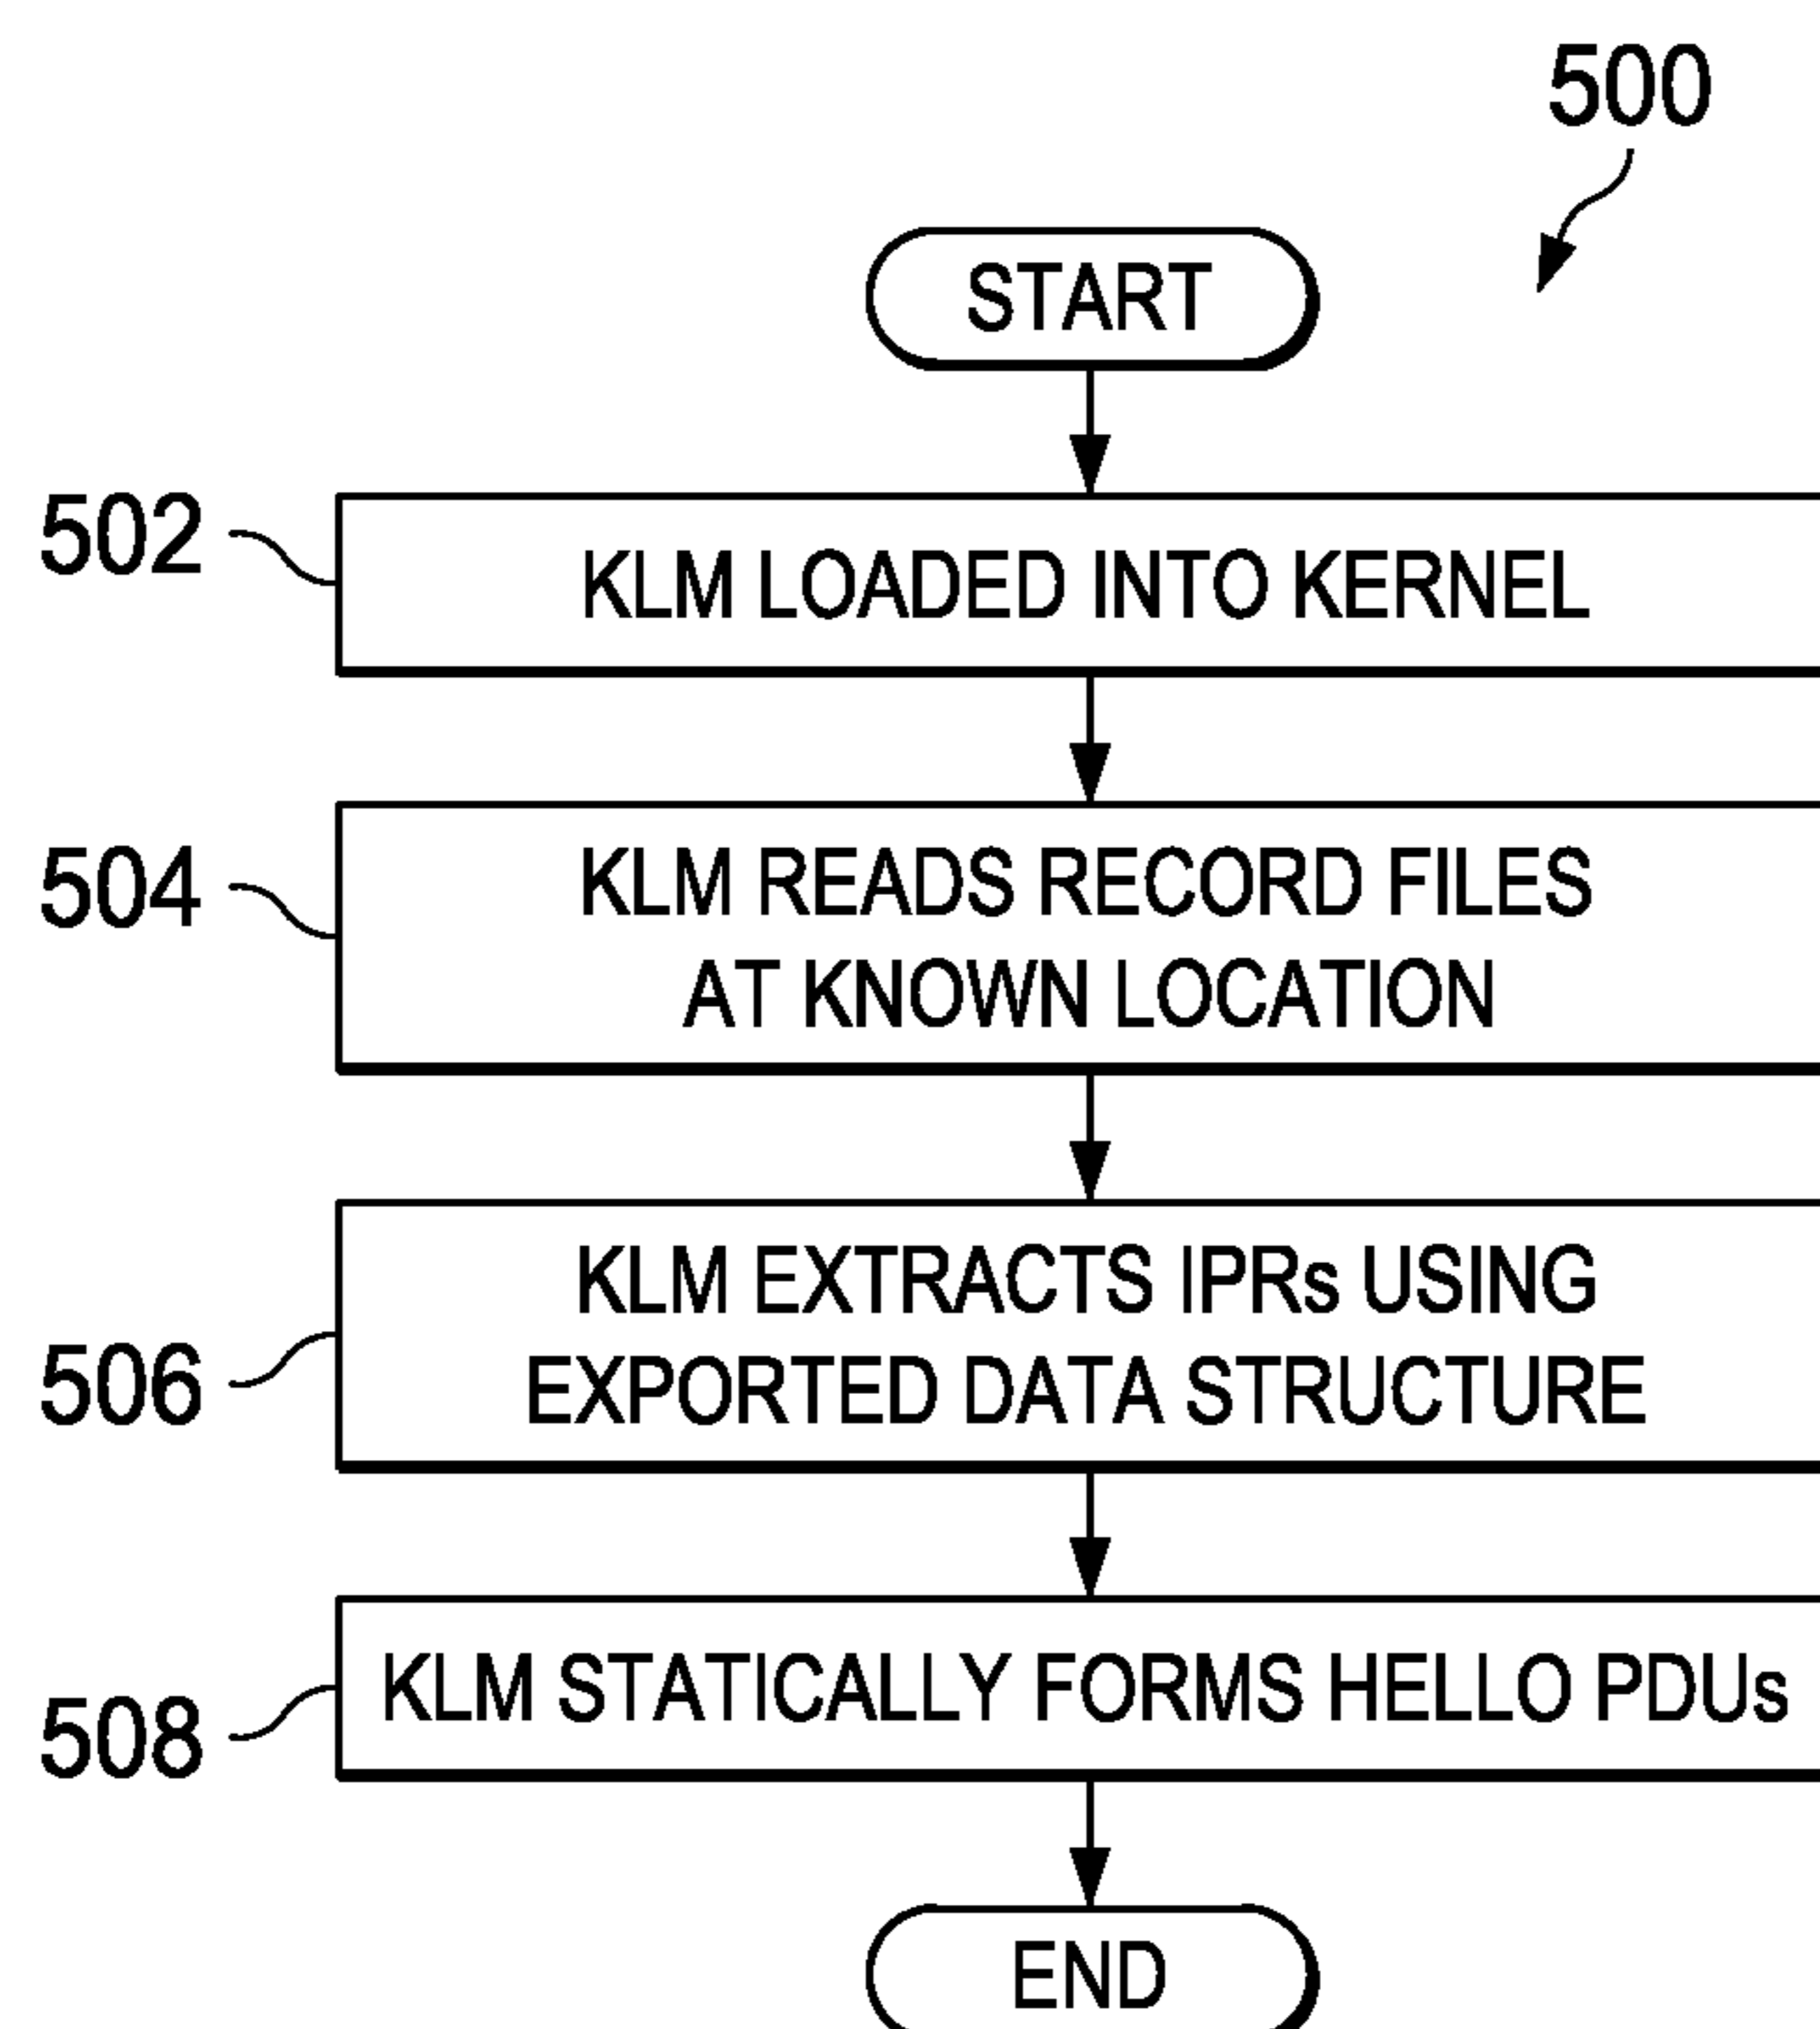 500
START
502
KLM LOADED INTO KERNEL
504
KLM READS RECORD FILES
AT KNOWN LOCATION
506
KLM EXTRACTS IPRs USING
EXPORTED DATA STRUCTURE
508
KLM STATICALLY FORMS HELLO PDUs
END